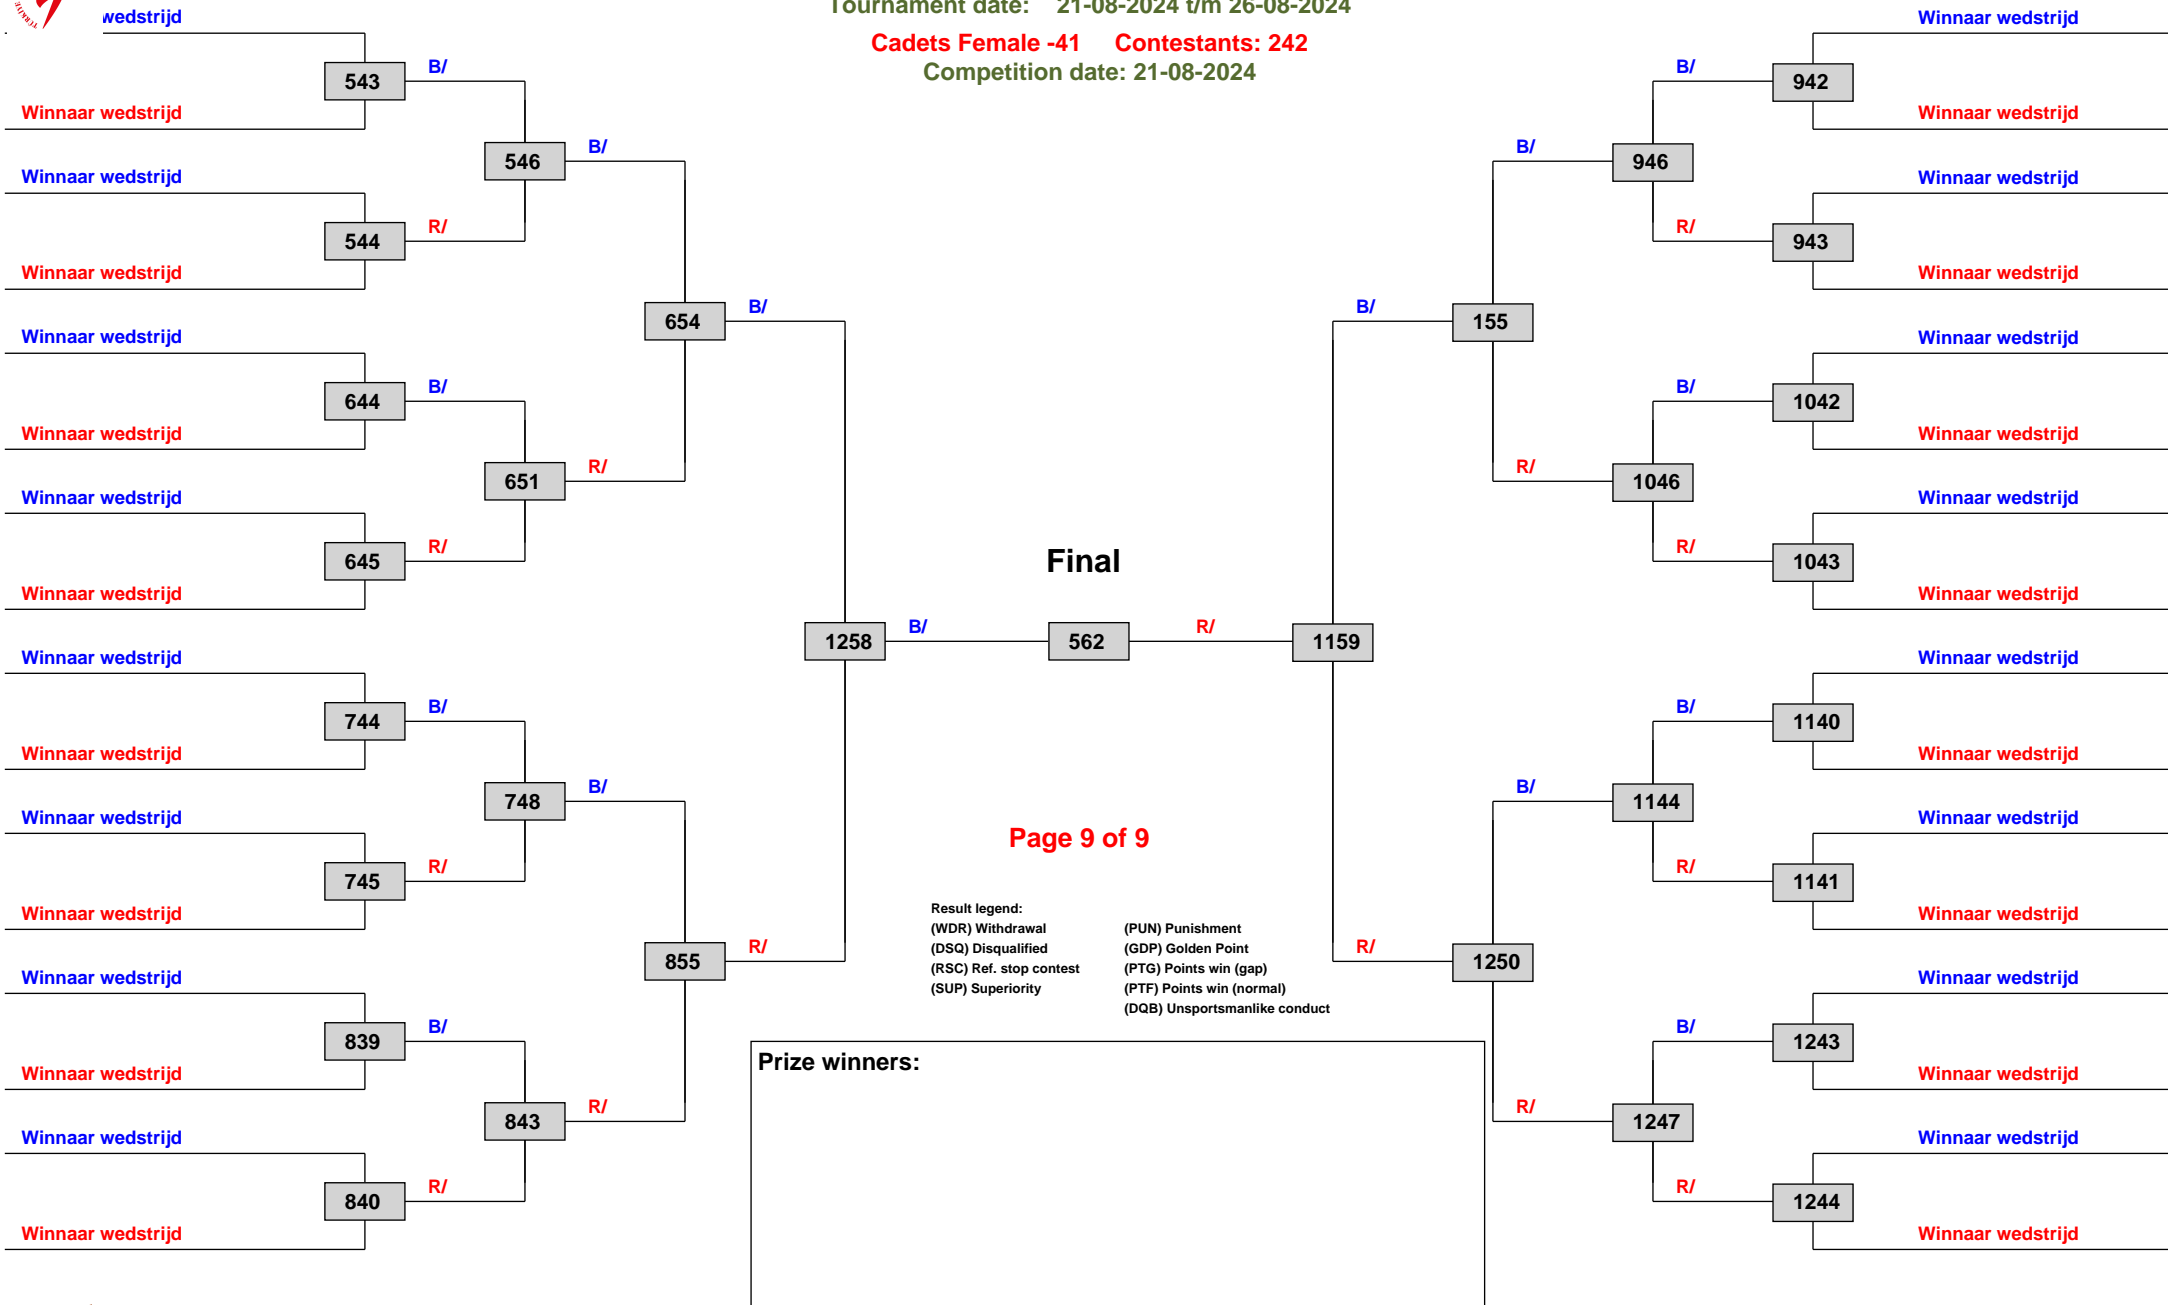 TÜRKİYE
Tournament date: 21-08-2024 t/m 26-08-2024
Cadets Female -41 Contestants: 242
Competition date: 21-08-2024
wedstrijd
543
B/
Winnaar wedstrijd
546
B/
Winnaar wedstrijd
544
R/
Winnaar wedstrijd
654
B/
Winnaar wedstrijd
644
B/
Winnaar wedstrijd
651
R/
Winnaar wedstrijd
645
R/
Winnaar wedstrijd
1258
B/
Winnaar wedstrijd
744
B/
Winnaar wedstrijd
748
B/
Winnaar wedstrijd
745
R/
Winnaar wedstrijd
855
R/
Winnaar wedstrijd
839
B/
Winnaar wedstrijd
843
R/
Winnaar wedstrijd
840
R/
Winnaar wedstrijd
Final
562
R/
1159
Page 9 of 9
Result legend:
(WDR) Withdrawal
(DSQ) Disqualified
(RSC) Ref. stop contest
(SUP) Superiority
(PUN) Punishment
(GDP) Golden Point
(PTG) Points win (gap)
(PTF) Points win (normal)
(DQB) Unsportsmanlike conduct
Prize winners:
Winnaar wedstrijd
B/
942
Winnaar wedstrijd
B/
946
Winnaar wedstrijd
R/
943
Winnaar wedstrijd
B/
155
Winnaar wedstrijd
B/
1042
Winnaar wedstrijd
R/
1046
Winnaar wedstrijd
R/
1043
Winnaar wedstrijd
Winnaar wedstrijd
B/
1140
Winnaar wedstrijd
B/
1144
Winnaar wedstrijd
R/
1141
Winnaar wedstrijd
R/
1250
Winnaar wedstrijd
B/
1243
Winnaar wedstrijd
R/
1247
Winnaar wedstrijd
R/
1244
Winnaar wedstrijd